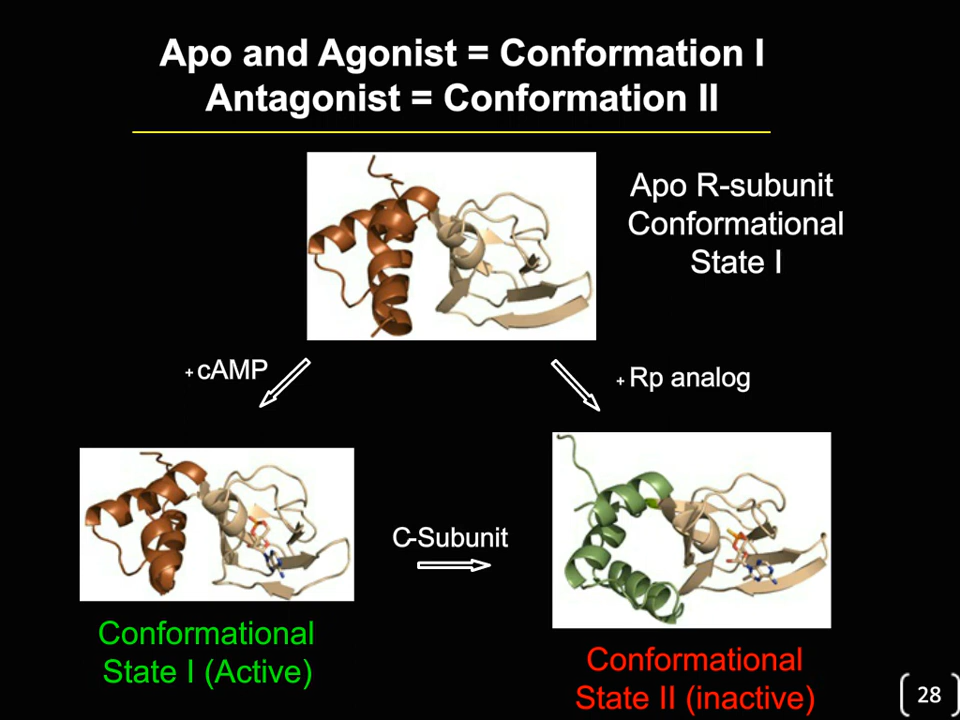 Apo and Agonist = Conformation I
Antagonist = Conformation II
Apo R-subunit
Conformational
State I
+ cAMP
+ Rp analog
C-Subunit
Conformational
State I (Active)
Conformational
State II (inactive)
28